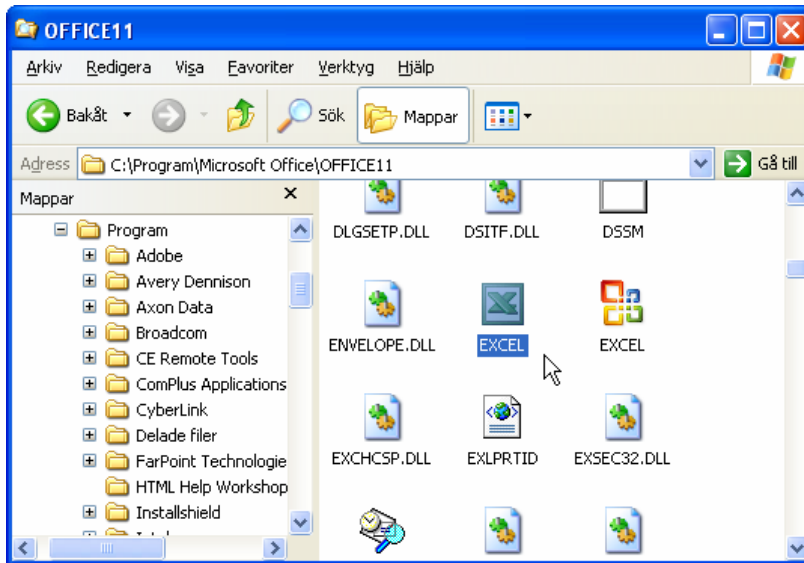 OFFICE11
Arkiv Redigera Visa Favoriter Verktyg Hjälp
Bakåt Sök Mappar
Adress C:\Program\Microsoft Office\OFFICE11 Gå till
Mappar
Program
Adobe
Avery Dennison
Axon Data
Broadcom
CE Remote Tools
ComPlus Applications
CyberLink
Delade filer
FarPoint Technologie
HTML Help Workshop
Installshield
DLGSETP.DLL DSITF.DLL DSSM
ENVELOPE.DLL EXCEL EXCEL
EXCHCSP.DLL EXLPRTID EXSEC32.DLL